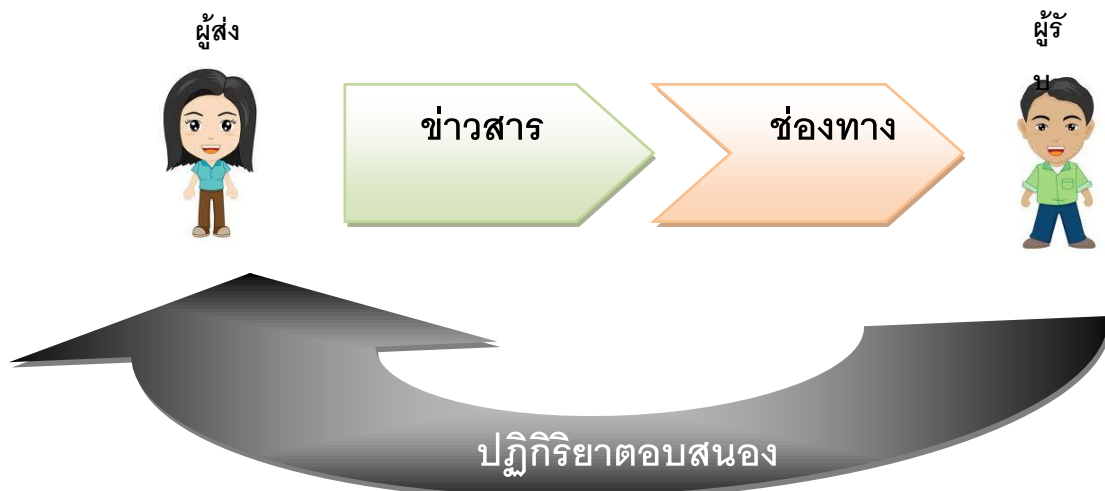 ผู้ส่ง
ผู้รั
บ
ข่าวสาร
ช่องทาง
ปฏิกิริยาตอบสนอง